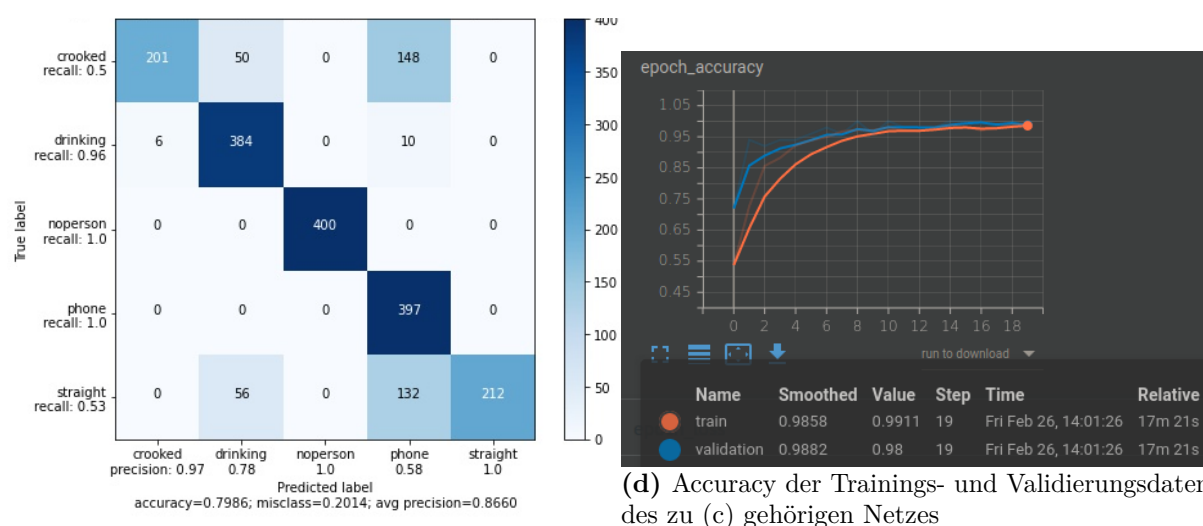 400
crooked
recall: 0.5
201 50 0 148 0
drinking
recall: 0.96
6 384 0 10 0
noperson
recall: 1.0
0 0 400 0 0
phone
recall: 1.0
0 0 0 397 0
straight
recall: 0.53
0 56 0 132 212
True label
350
300
250
200
150
100
50
0
crooked drinking noperson phone straight
precision: 0.97 0.78 1.0 0.58 1.0
Predicted label
accuracy=0.7986; misclass=0.2014; avg precision=0.8660
epoch_accuracy
1.05
0.95
0.85
0.75
0.65
0.55
0.45
0 2 4 6 8 10 12 14 16 18
run to download
Name Smoothed Value Step Time Relative
train 0.9858 0.9911 19 Fri Feb 26, 14:01:26 17m 21s
validation 0.9882 0.98 19 Fri Feb 26, 14:01:26 17m 21s
(d) Accuracy der Trainings- und Validierungsdaten
des zu (c) gehörigen Netzes